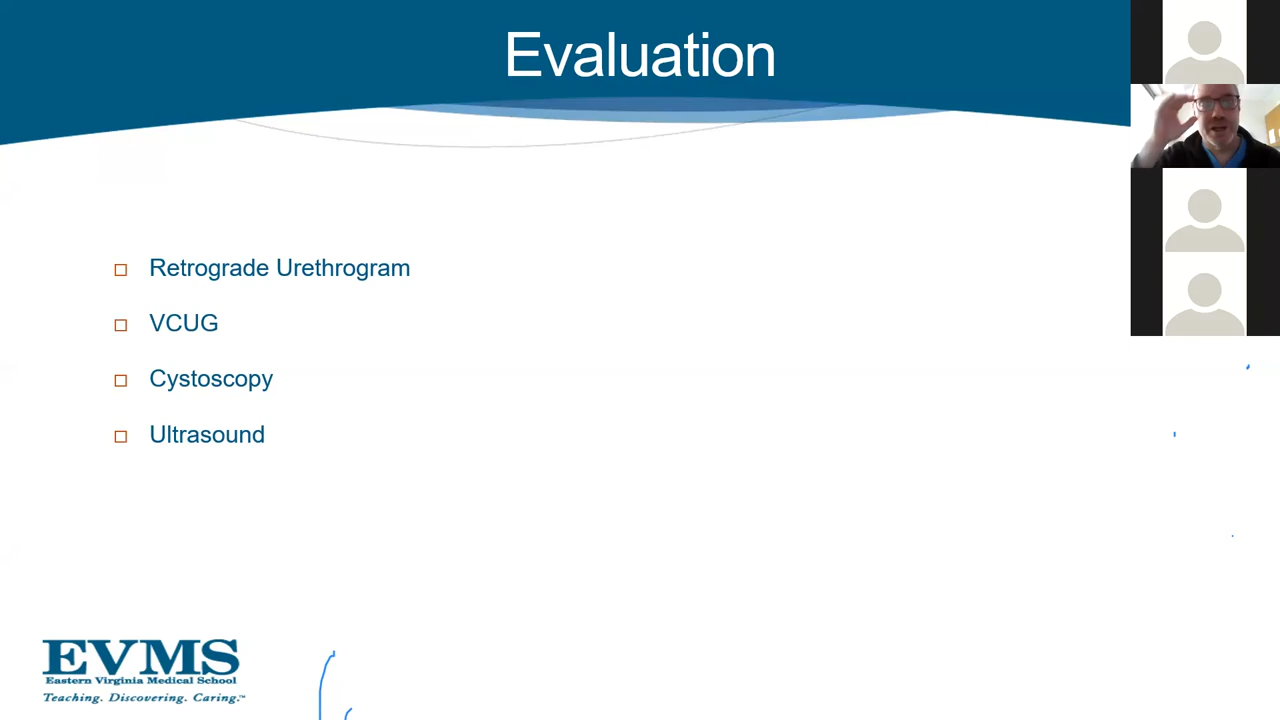 Evaluation
Retrograde Urethrogram
VCUG
Cystoscopy
Ultrasound
EVMS
Eastern Virginia Medical School
Teaching. Discovering. Caring.™